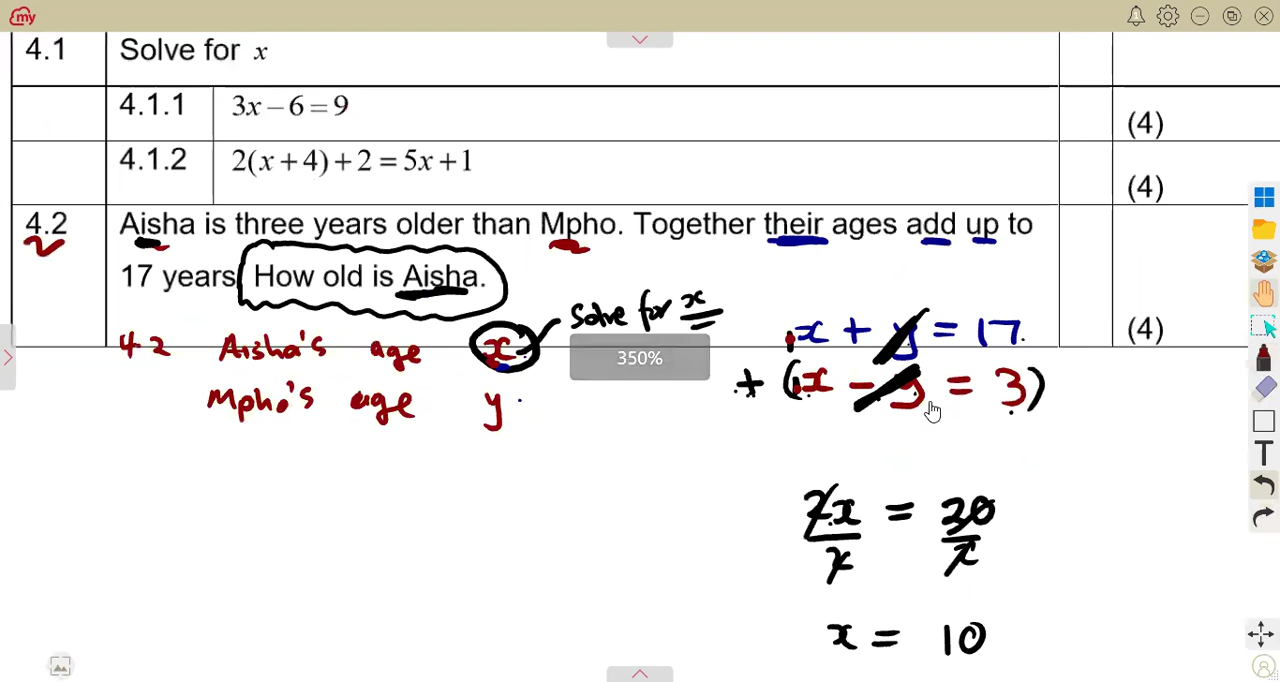 my
4.1 Solve for x
4.1.1 3x – 6 = 9 (4)
4.1.2 2(x + 4) + 2 = 5x + 1 (4)
4.2 Aisha is three years older than Mpho. Together their ages add up to
17 years How old is Aisha.
(4)
Solve for x
4.2 Aisha's age x
Mpho's age y
350%
x + y = 17
+ (x - y = 3)
2x = 20
2 2
x = 10
T